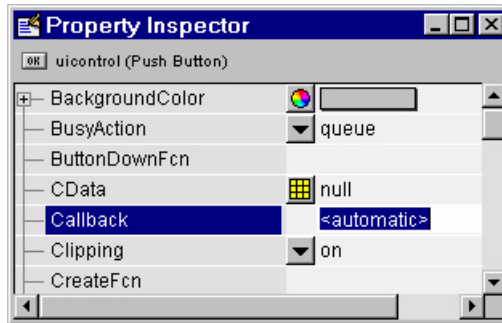 Property Inspector
OK uicontrol (Push Button)
BackgroundColor
BusyAction queue
ButtonDownFcn
CData null
Callback <automatic>
Clipping on
CreateFcn